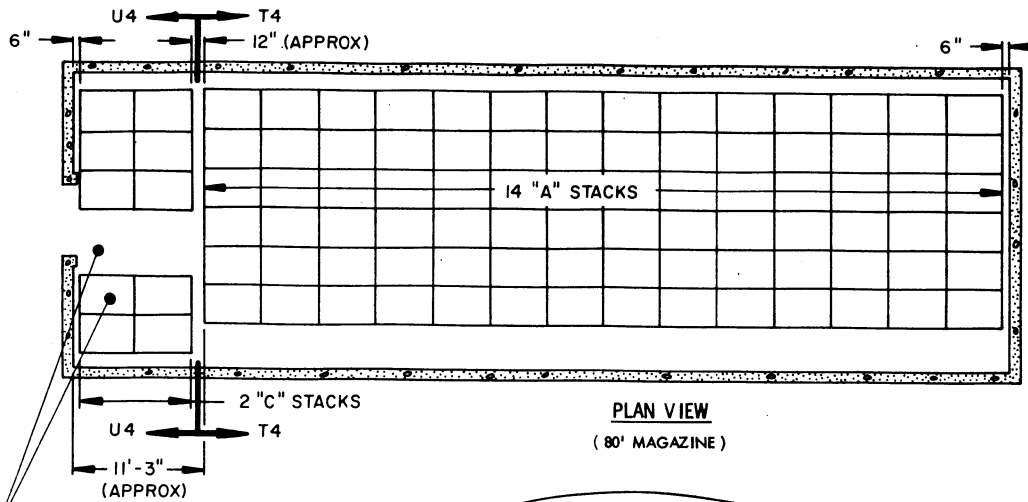 U4 T4
6" 12".(APPROX) 6"
14 "A" STACKS
2 "C" STACKS
U4 T4
11'-3"
(APPROX)
PLAN VIEW
(80' MAGAZINE)